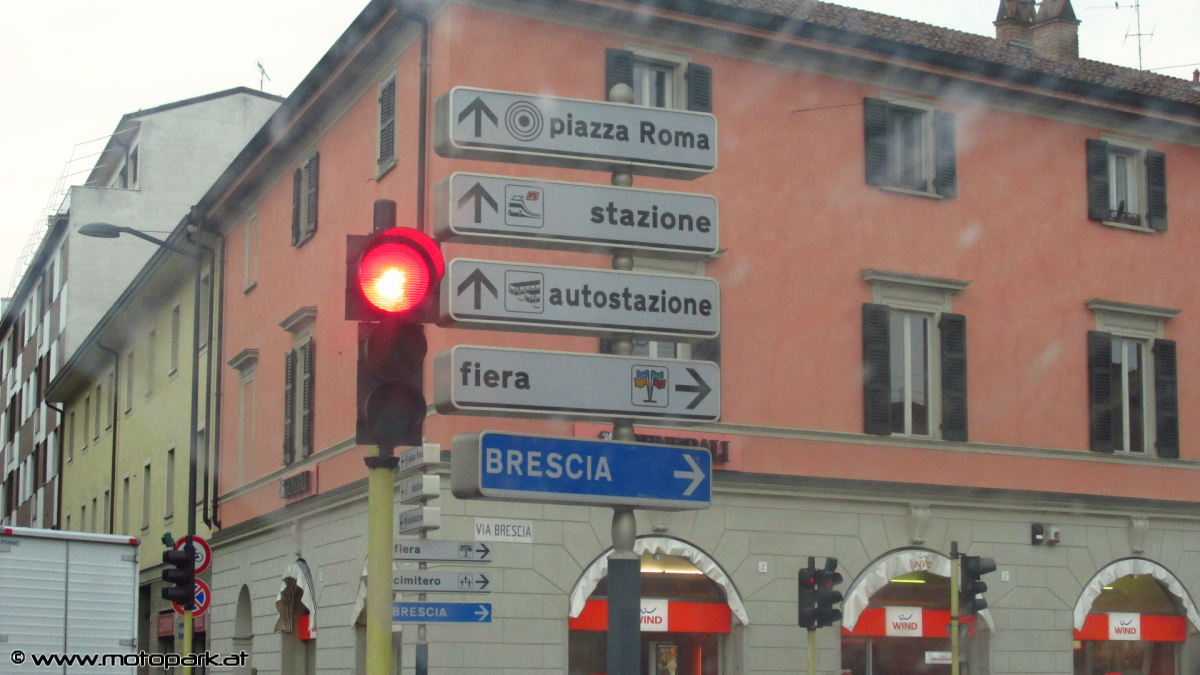 piazza Roma
stazione
autostazione
fiera
BRESCIA
VIA BRESCIA
fiera
cimitero
BRESCIA
WIND
WIND
WIND
© www.motopark.at